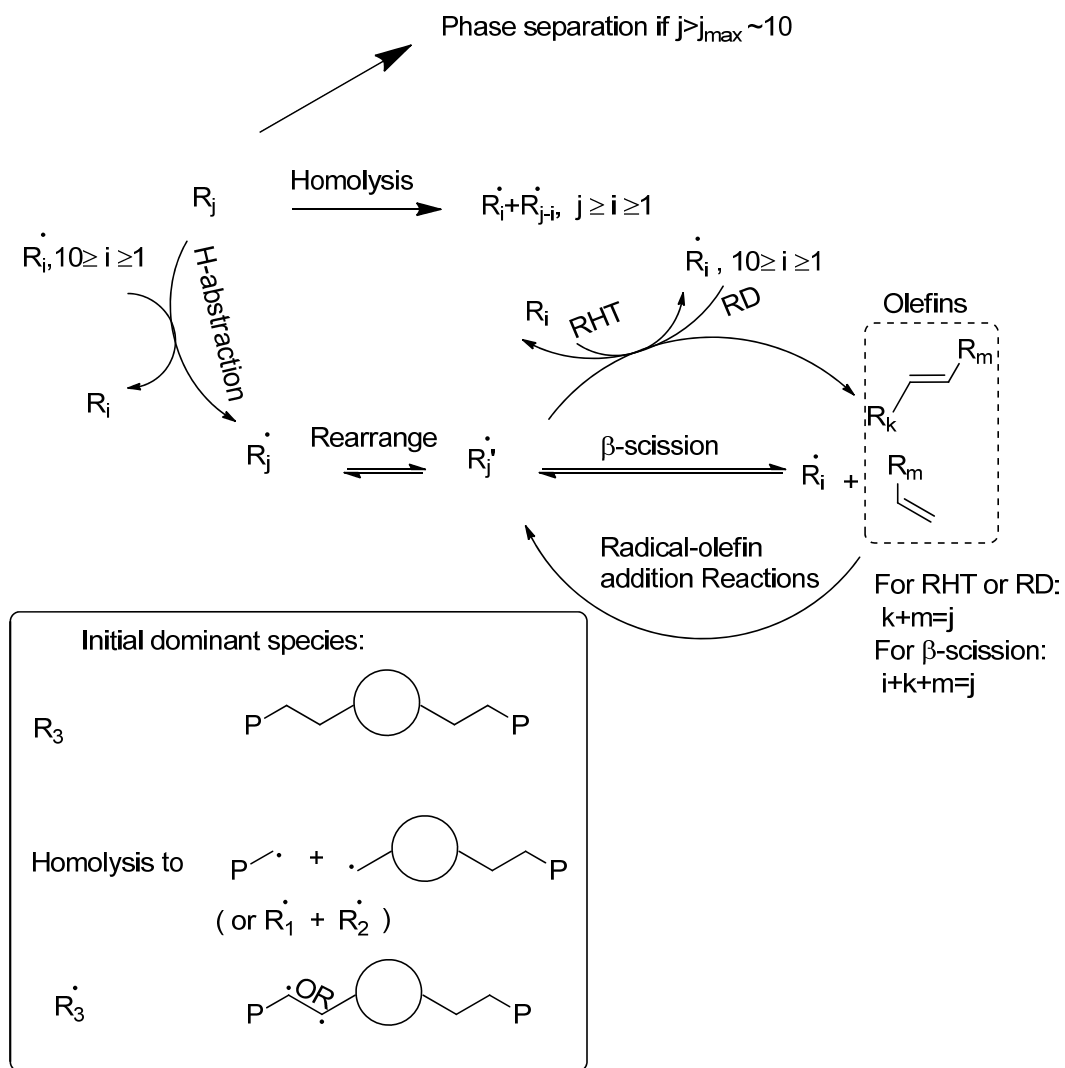 Phase separation if j>jmax ~10
Homolysis
Rj
Ṙi+Ṙj-i, j ≥ i ≥1
Ṙi,10≥ i ≥1
H-abstraction
Ri
Ṙi , 10≥ i ≥1
Ri
RHT
RD
Olefins
Rm
Rk
Rm
Ṙj
Rearrange
Ṙj'
β-scission
Ṙi +
Radical-olefin
addition Reactions
For RHT or RD:
k+m=j
For β-scission:
i+k+m=j
Initial dominant species:
R3
P P
Homolysis to
P + P
( or Ṙ1 + Ṙ2 )
Ṙ3
P OR P